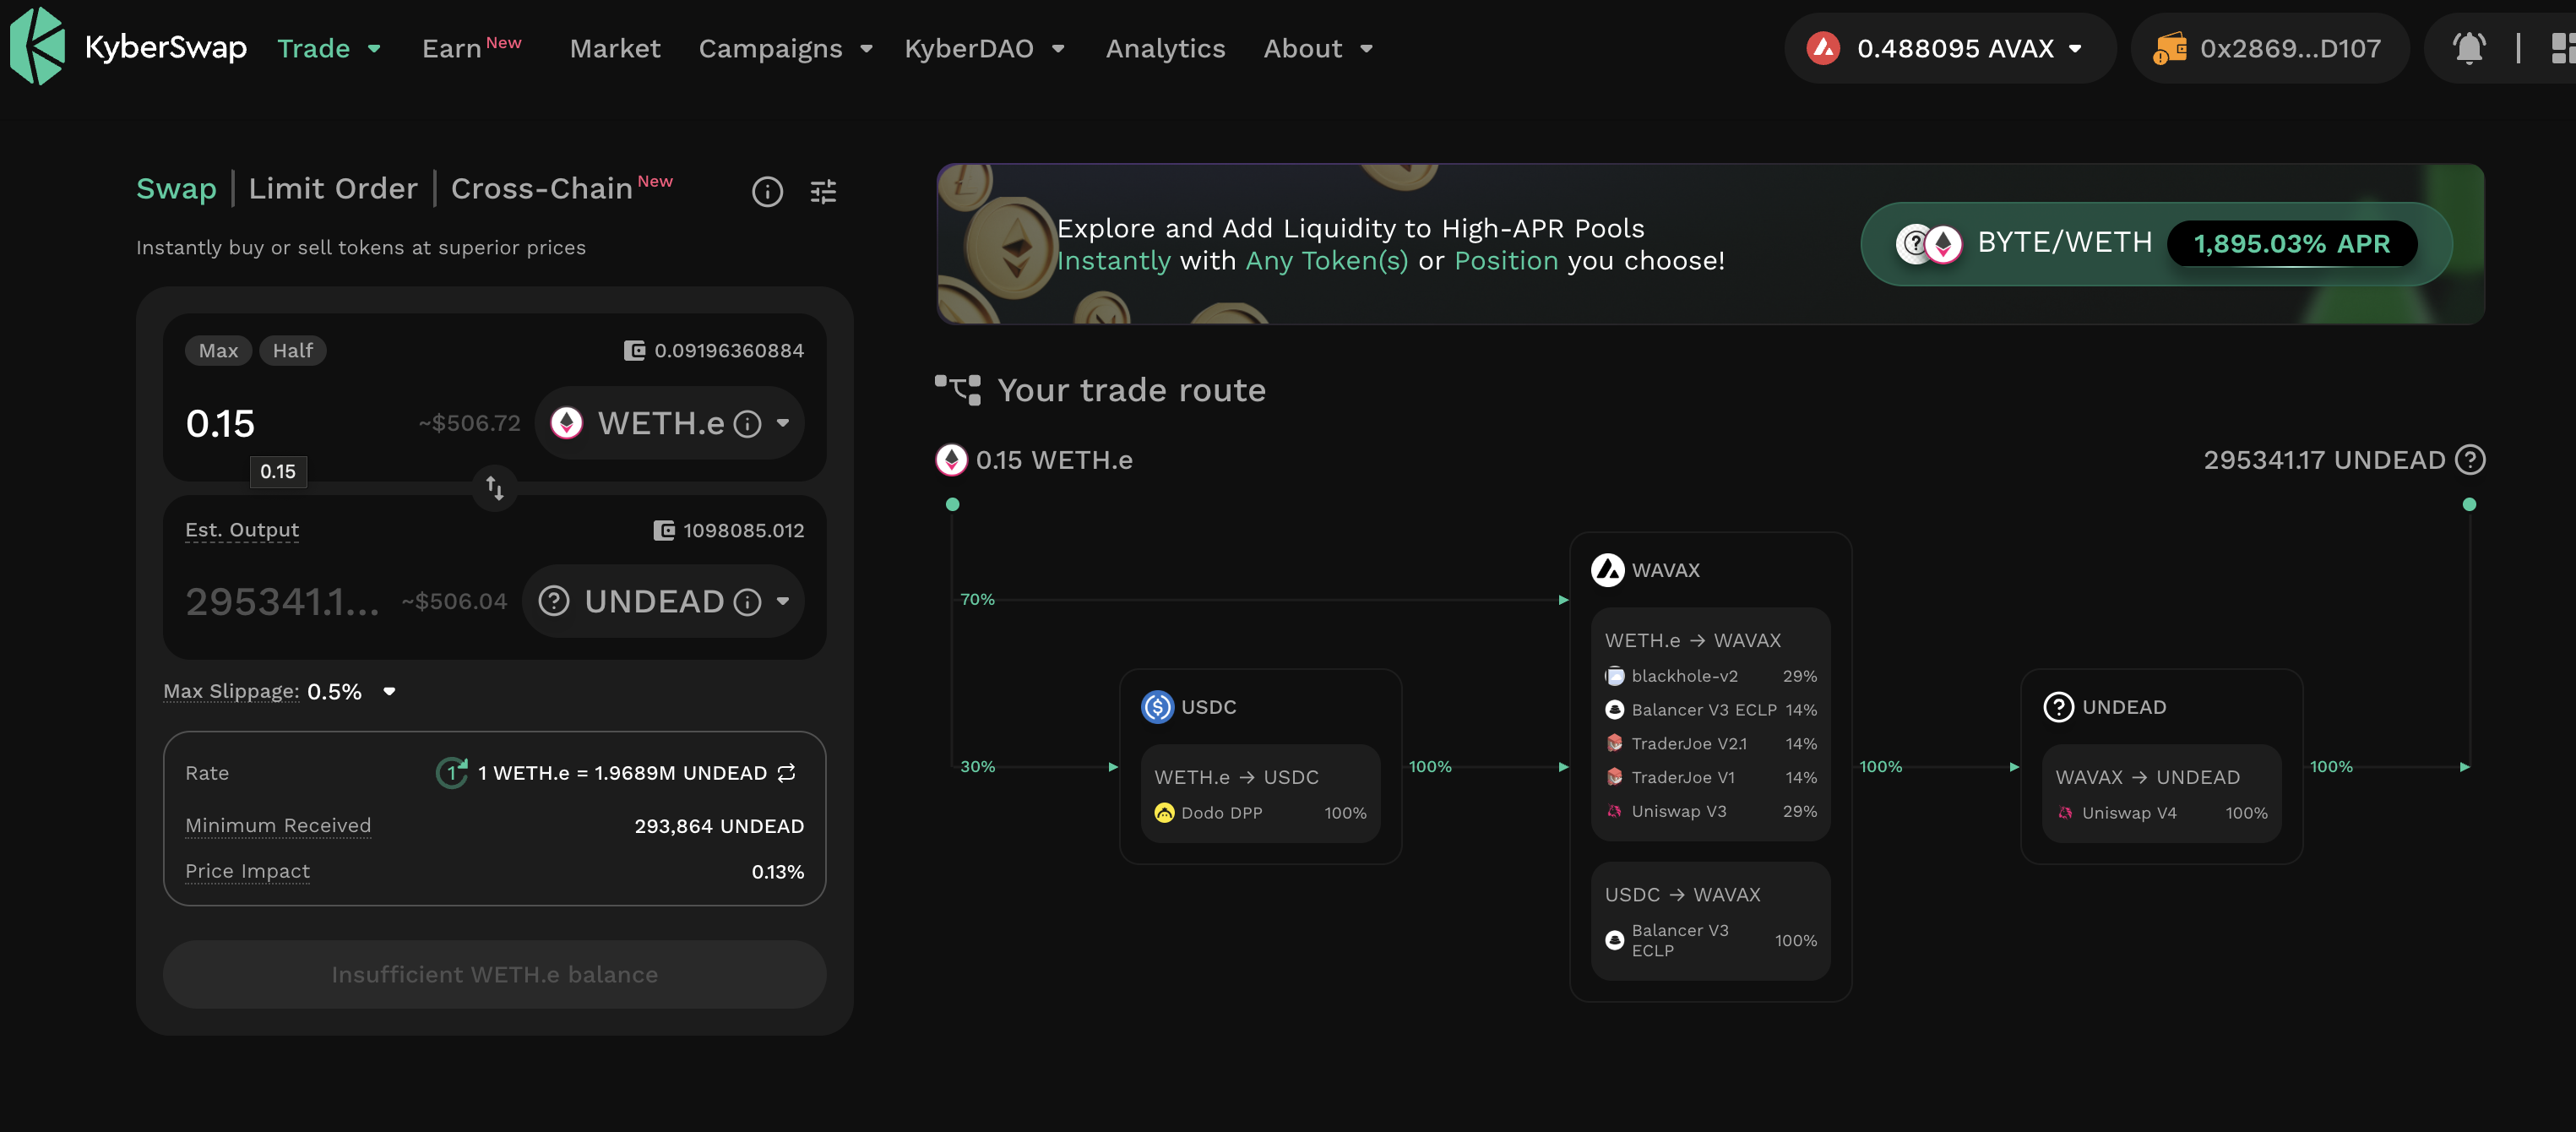 KyberSwap Trade Earn New Market Campaigns KyberDAO Analytics About 0.488095 AVAX 0x2869...D107
Swap | Limit Order | Cross-Chain New
Instantly buy or sell tokens at superior prices
Max Half 0.09196360884
0.15 ~$506.72 WETH.e
0.15
Est. Output 1098085.012
295341.1... ~$506.04 UNDEAD
Max Slippage: 0.5%
Rate 1 1 WETH.e = 1.9689M UNDEAD
Minimum Received 293,864 UNDEAD
Price Impact 0.13%
Insufficient WETH.e balance
Explore and Add Liquidity to High-APR Pools
Instantly with Any Token(s) or Position you choose!
BYTE/WETH 1,895.03% APR
Your trade route
0.15 WETH.e 295341.17 UNDEAD
70%
30%
USDC
WETH.e → USDC
Dodo DPP 100%
100%
WAVAX
WETH.e → WAVAX
blackhole-v2 29%
Balancer V3 ECLP 14%
TraderJoe V2.1 14%
TraderJoe V1 14%
Uniswap V3 29%
USDC → WAVAX
Balancer V3
ECLP 100%
100%
UNDEAD
WAVAX → UNDEAD
Uniswap V4 100%
100%